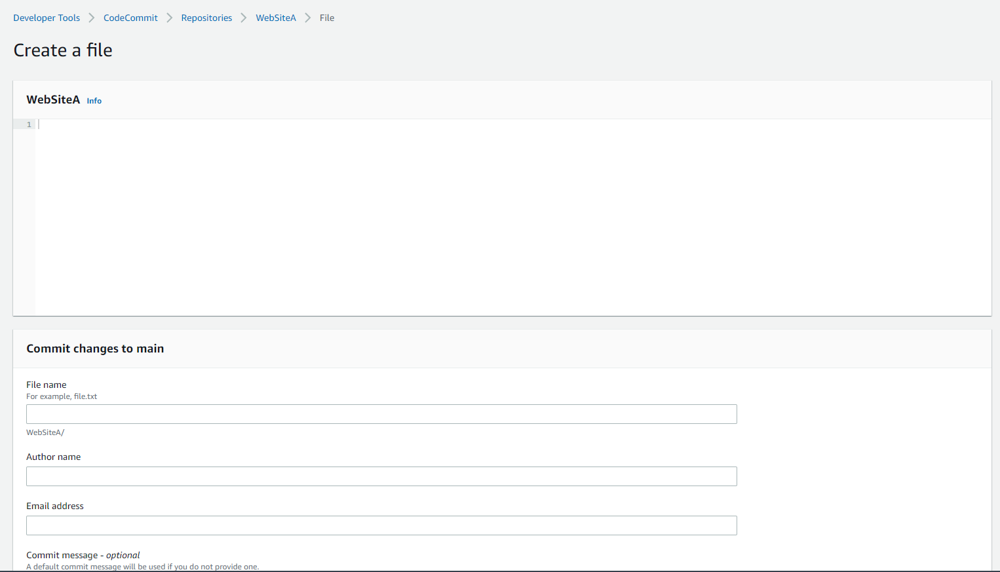 Developer Tools > CodeCommit > Repositories > WebSiteA > File
Create a file
WebSiteA Info
1
Commit changes to main
File name
For example, file.txt
WebSiteA/
Author name
Email address
Commit message - optional
A default commit message will be used if you do not provide one.